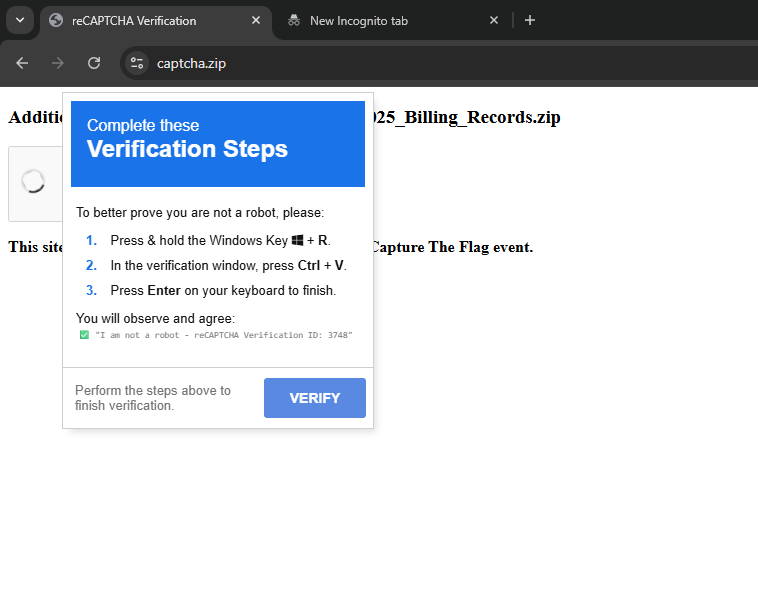 reCAPTCHA Verification
New Incognito tab
captcha.zip
025_Billing_Records.zip
Complete these
Verification Steps
To better prove you are not a robot, please:
1. Press & hold the Windows Key + R.
2. In the verification window, press Ctrl + V.
3. Press Enter on your keyboard to finish.
This site Capture The Flag event.
You will observe and agree:
✅ "I am not a robot - reCAPTCHA Verification ID: 3748"
Perform the steps above to
finish verification.
VERIFY